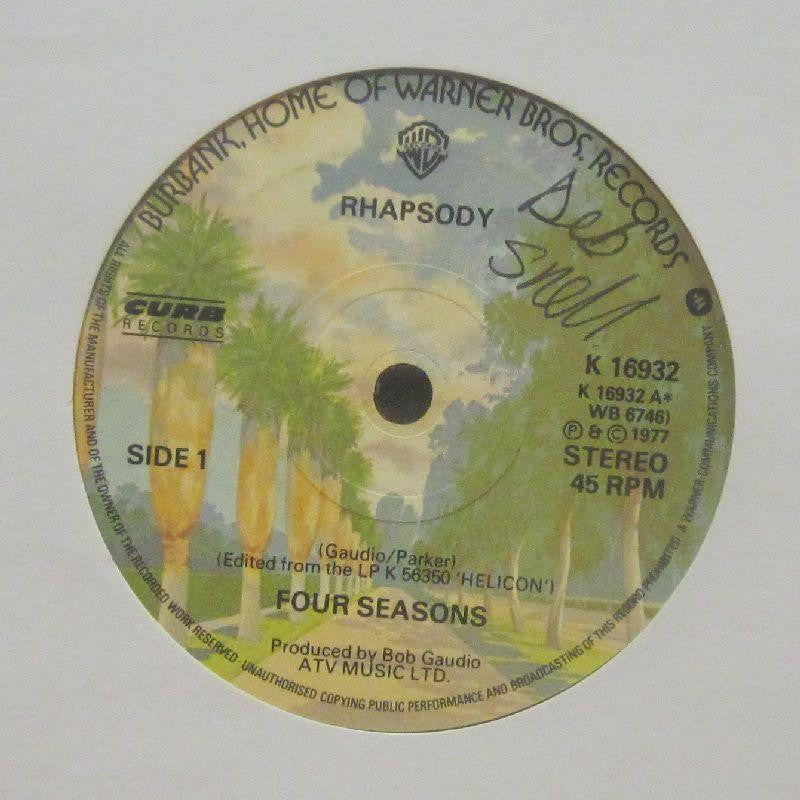 BURBANK, HOME OF WARNER BROS. RECORDS
W
RHAPSODY
Deb
Snell
CURB
RECORDS
K 16932
K 16932 A*
WB 6746)
Ⓟ & © 1977
SIDE 1
STEREO
45 RPM
(Gaudio/Parker)
(Edited from the LP K 56350 'HELICON')
FOUR SEASONS
Produced by Bob Gaudio
ATV MUSIC LTD.
ALL RIGHTS OF THE MANUFACTURER AND OF THE OWNER OF THE RECORDED WORK RESERVED · UNAUTHORISED COPYING PUBLIC PERFORMANCE AND BROADCASTING OF THIS RECORD PROHIBITED · A WARNER COMMUNICATIONS COMPANY